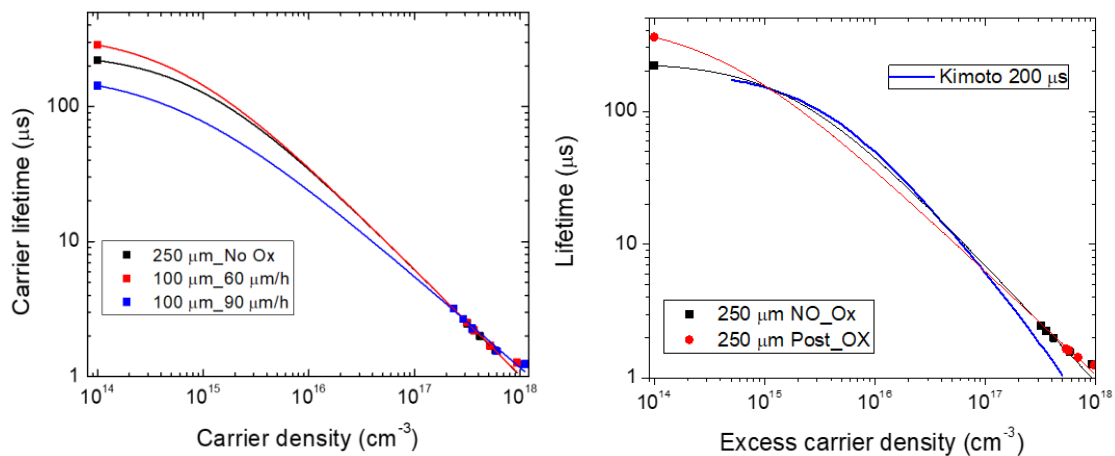 Carrier lifetime (μs)
100
10
1
250 μm_No Ox
100 μm_60 μm/h
100 μm_90 μm/h
10^14
10^15
10^16
10^17
10^18
Carrier density (cm^-3)
Lifetime (μs)
100
10
1
Kimoto 200 μs
250 μm NO_Ox
250 μm Post_OX
10^14
10^15
10^16
10^17
10^18
Excess carrier density (cm^-3)